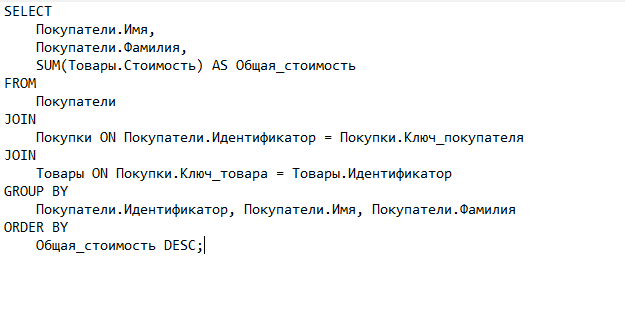 SELECT
    Покупатели.Имя,
    Покупатели.Фамилия,
    SUM(Товары.Стоимость) AS Общая_стоимость
FROM
    Покупатели
JOIN
    Покупки ON Покупатели.Идентификатор = Покупки.Ключ_покупателя
JOIN
    Товары ON Покупки.Ключ_товара = Товары.Идентификатор
GROUP BY
    Покупатели.Идентификатор, Покупатели.Имя, Покупатели.Фамилия
ORDER BY
    Общая_стоимость DESC;